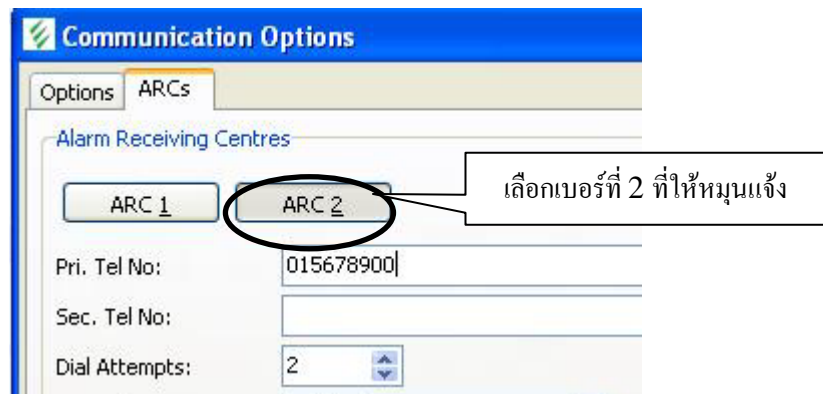 Communication Options
Options ARCs
Alarm Receiving Centres
ARC 1 ARC 2
เลือกเบอร์ที่ 2 ที่ให้หมุนแจ้ง
Pri. Tel No: 015678900
Sec. Tel No:
Dial Attempts: 2